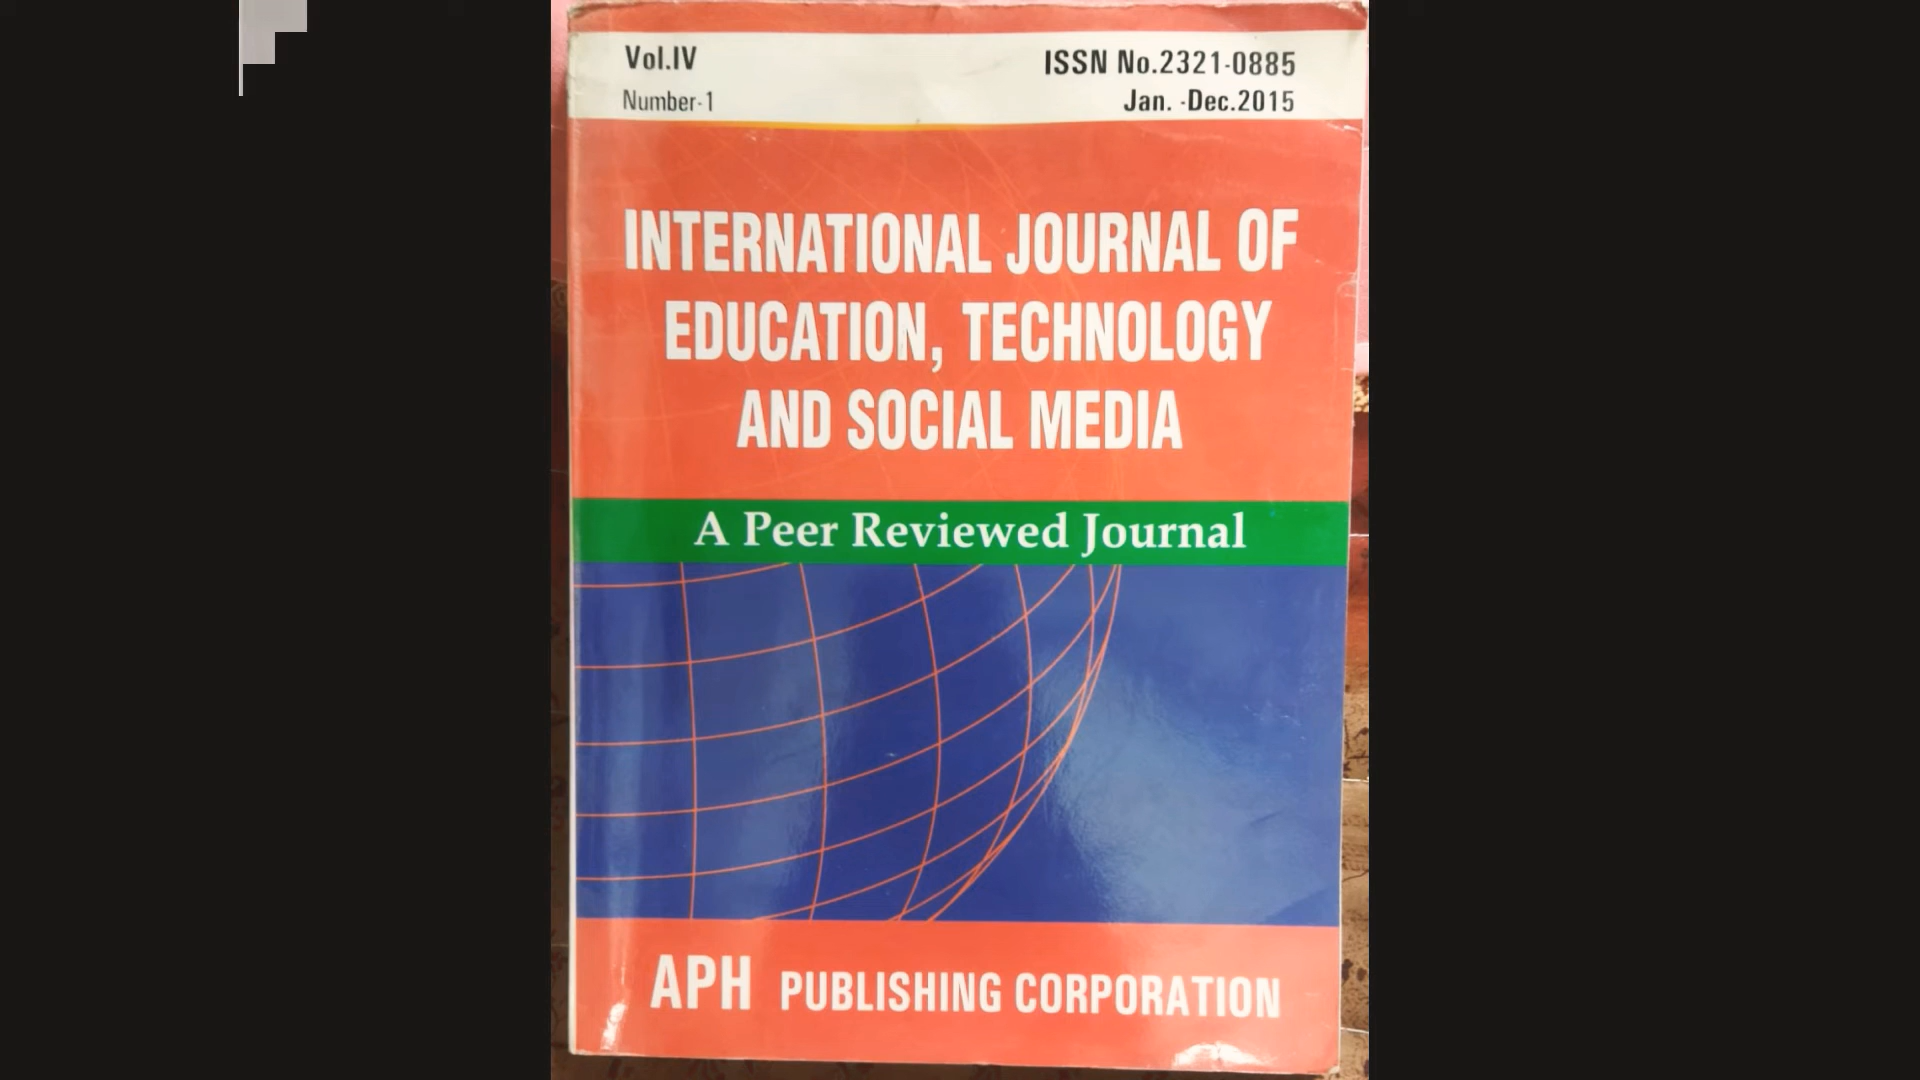 Vol.IV
ISSN No.2321-0885
Number-1
Jan. -Dec.2015
INTERNATIONAL JOURNAL OF
EDUCATION, TECHNOLOGY
AND SOCIAL MEDIA
A Peer Reviewed Journal
APH PUBLISHING CORPORATION